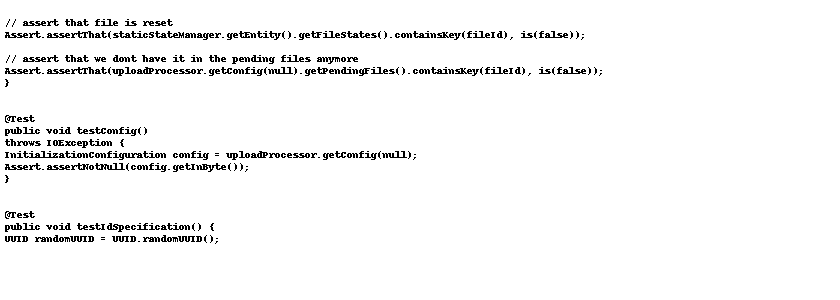 // assert that file is reset
Assert.assertThat(staticStateManager.getEntity().getFileStates().containsKey(fileId), is(false));
// assert that we dont have it in the pending files anymore
Assert.assertThat(uploadProcessor.getConfig(null).getPendingFiles().containsKey(fileId), is(false));
}
@Test
public void testConfig()
throws IOException {
InitializationConfiguration config = uploadProcessor.getConfig(null);
Assert.assertNotNull(config.getInByte());
}
@Test
public void testIdSpecification() {
UUID randomUUID = UUID.randomUUID();